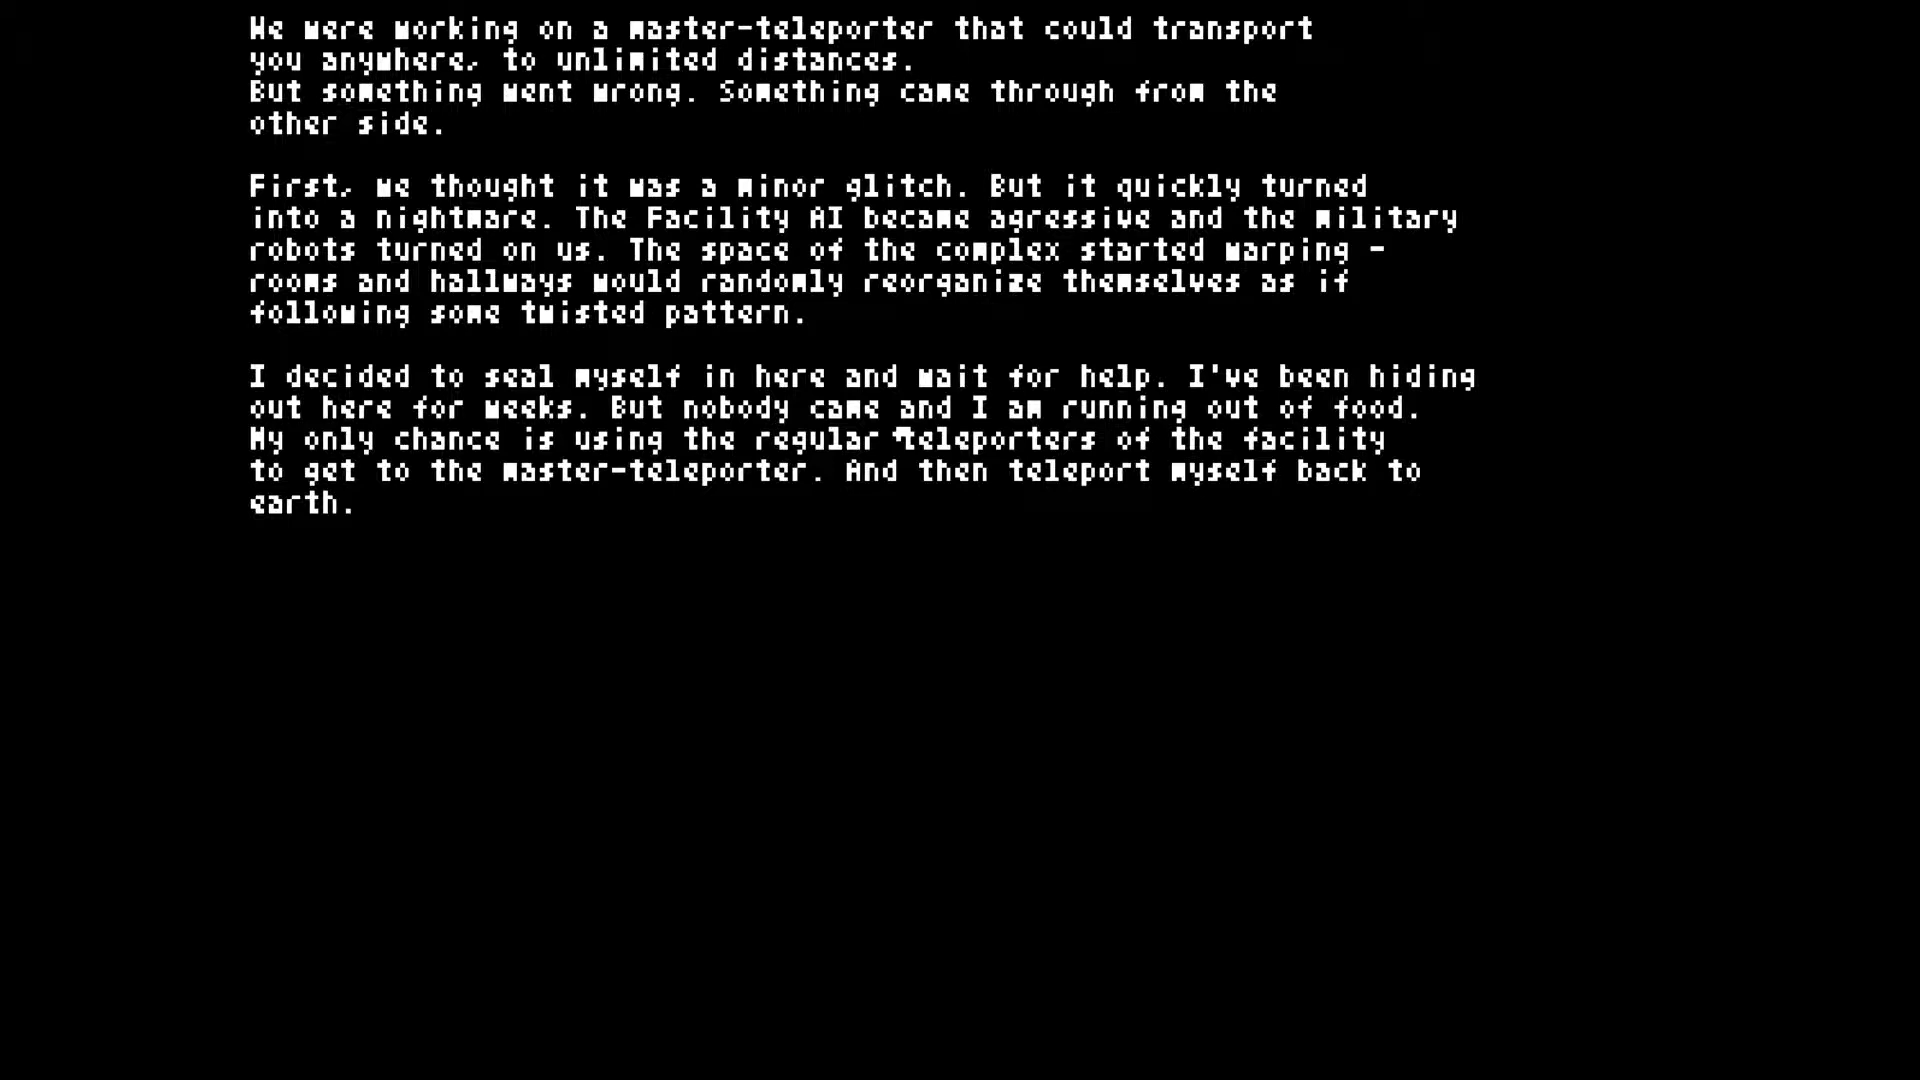 We were working on a master-teleporter that could transport
you anywhere, to unlimited distances.
But something went wrong. Something came through from the
other side.
First, we thought it was a minor glitch. But it quickly turned
into a nightmare. The Facility AI became agressive and the military
robots turned on us. The space of the complex started warping -
rooms and hallways would randomly reorganize themselves as if
following some twisted pattern.
I decided to seal myself in here and wait for help. I've been hiding
out here for weeks. But nobody came and I am running out of food.
My only chance is using the regular teleporters of the facility
to get to the master-teleporter. And then teleport myself back to
earth.